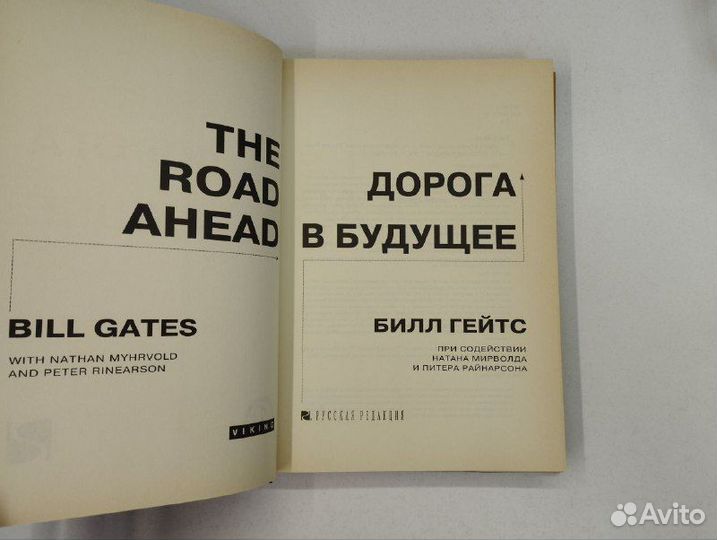 THE
ROAD
AHEAD
BILL GATES
WITH NATHAN MYHRVOLD
AND PETER RINEARSON
VIKING
ДОРОГА
В БУДУЩЕЕ
БИЛЛ ГЕЙТС
ПРИ СОДЕЙСТВИИ
НАТАНА МИРВОЛДА
И ПИТЕРА РАЙНАРСОНА
РУССКАЯ РЕДАКЦИЯ
Avito